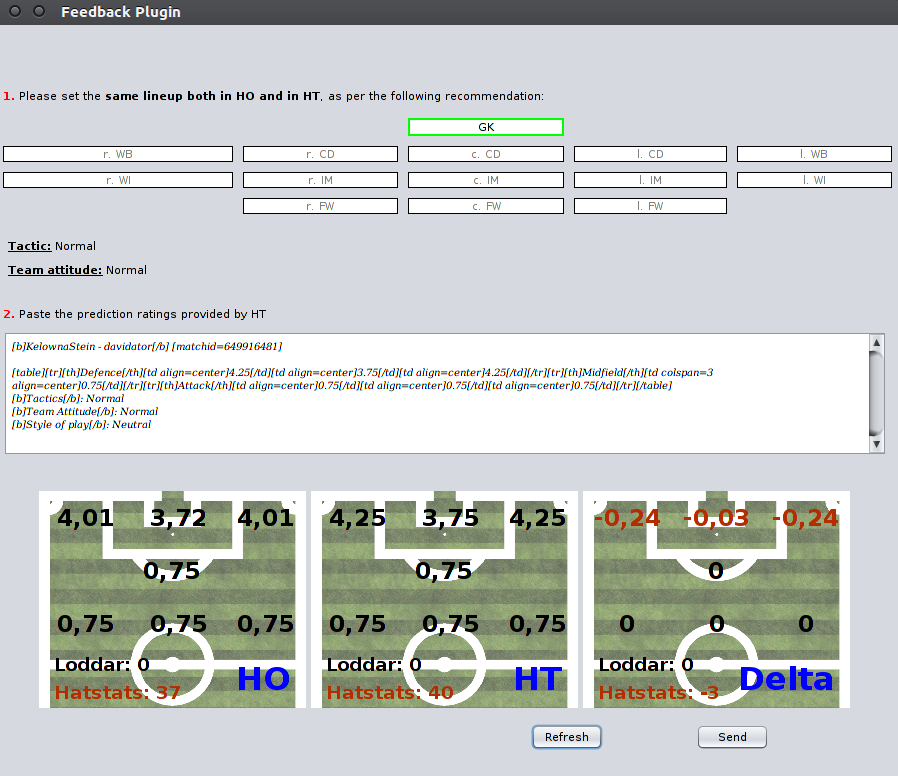 Feedback Plugin
1. Please set the same lineup both in HO and in HT, as per the following recommendation:
GK
r. WB r. CD c. CD l. CD l. WB
r. WI r. IM c. IM l. IM l. WI
r. FW c. FW l. FW
Tactic: Normal
Team attitude: Normal
2. Paste the prediction ratings provided by HT
[b]KelownaStein - davidator[/b] [matchid=649916481]
[table][tr][th]Defence[/th][td align=center]4.25[/td][td align=center]3.75[/td][td align=center]4.25[/td][/tr][tr][th]Midfield[/th][td colspan=3
align=center]0.75[/td][/tr][tr][th]Attack[/th][td align=center]0.75[/td][td align=center]0.75[/td][td align=center]0.75[/td][/tr][/table]
[b]Tactics[/b]: Normal
[b]Team Attitude[/b]: Normal
[b]Style of play[/b]: Neutral
4,01 3,72 4,01
0,75
0,75 0,75 0,75
Loddar: 0
Hatstats: 37
HO
4,25 3,75 4,25
0,75
0,75 0,75 0,75
Loddar: 0
Hatstats: 40
HT
-0,24 -0,03 -0,24
0
0 0 0
Loddar: 0
Hatstats: -3
Delta
Refresh Send